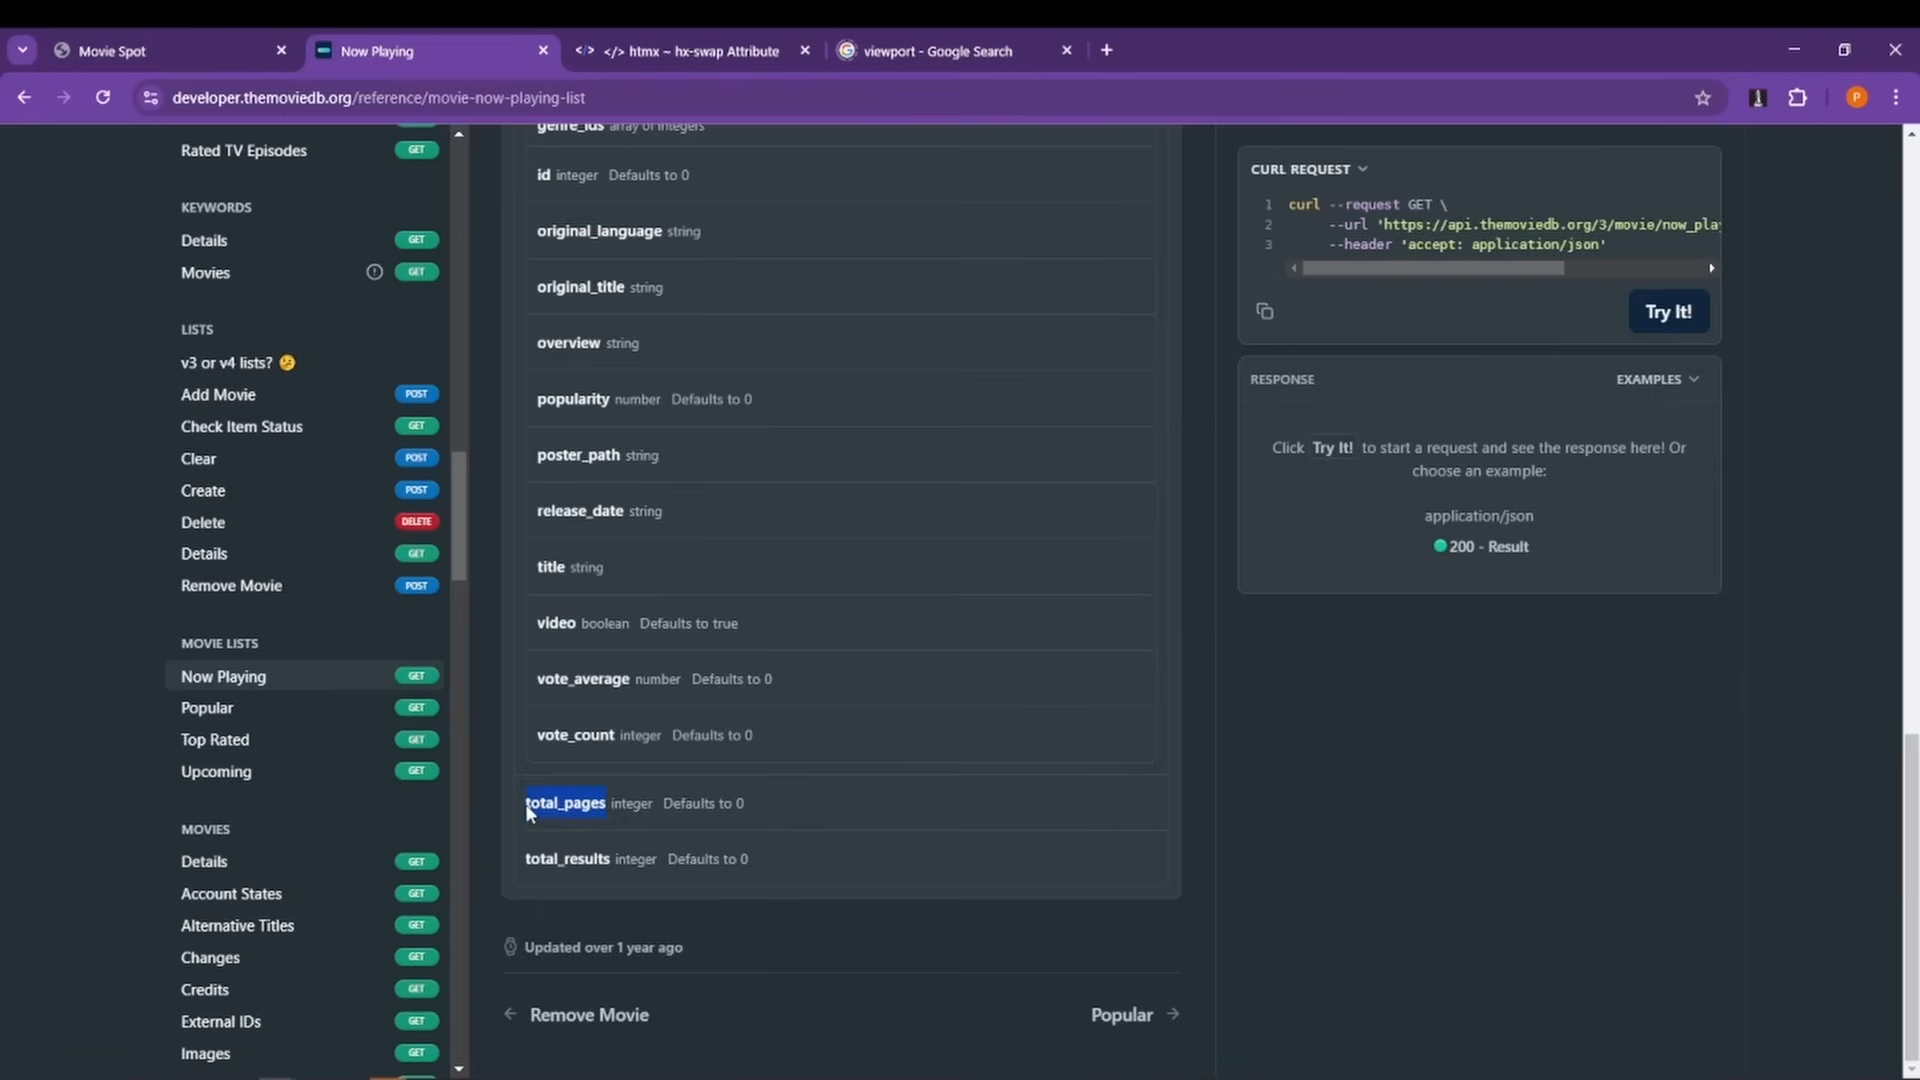 Movie Spot
Now Playing
</> htmx ~ hx-swap Attribute
viewport - Google Search
developer.themoviedb.org/reference/movie-now-playing-list
P
Rated TV Episodes GET
KEYWORDS
Details GET
Movies GET
LISTS
v3 or v4 lists? 🤔
Add Movie POST
Check Item Status GET
Clear POST
Create POST
Delete DELETE
Details GET
Remove Movie POST
MOVIE LISTS
Now Playing GET
Popular GET
Top Rated GET
Upcoming GET
MOVIES
Details GET
Account States GET
Alternative Titles GET
Changes GET
Credits GET
External IDs GET
Images GET
genre_ids array of integers
id integer Defaults to 0
original_language string
original_title string
overview string
popularity number Defaults to 0
poster_path string
release_date string
title string
video boolean Defaults to true
vote_average number Defaults to 0
vote_count integer Defaults to 0
total_pages integer Defaults to 0
total_results integer Defaults to 0
Updated over 1 year ago
← Remove Movie
Popular →
CURL REQUEST
1 curl --request GET \
2 --url 'https://api.themoviedb.org/3/movie/now_play
3 --header 'accept: application/json'
Try It!
RESPONSE
EXAMPLES
Click Try It! to start a request and see the response here! Or
choose an example:
application/json
200 - Result